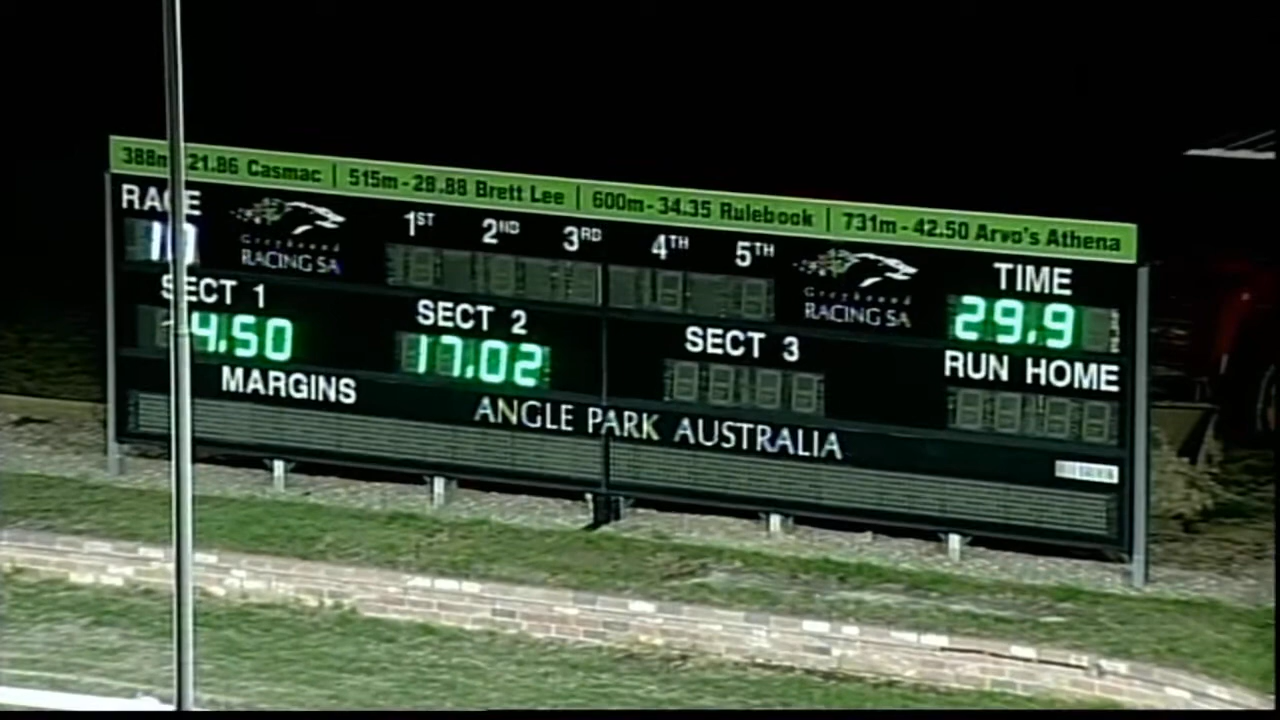 388m-21.86 Casmac | 515m-28.88 Brett Lee | 600m-34.35 Rulebook | 731m-42.50 Arvo's Athena
RACE 1ST 2ND 3RD 4TH 5TH TIME
10 Greyhound RACING SA Greyhound RACING SA 29.9
SECT 1 SECT 2 SECT 3 RUN HOME
4.50 17.02
MARGINS ANGLE PARK AUSTRALIA